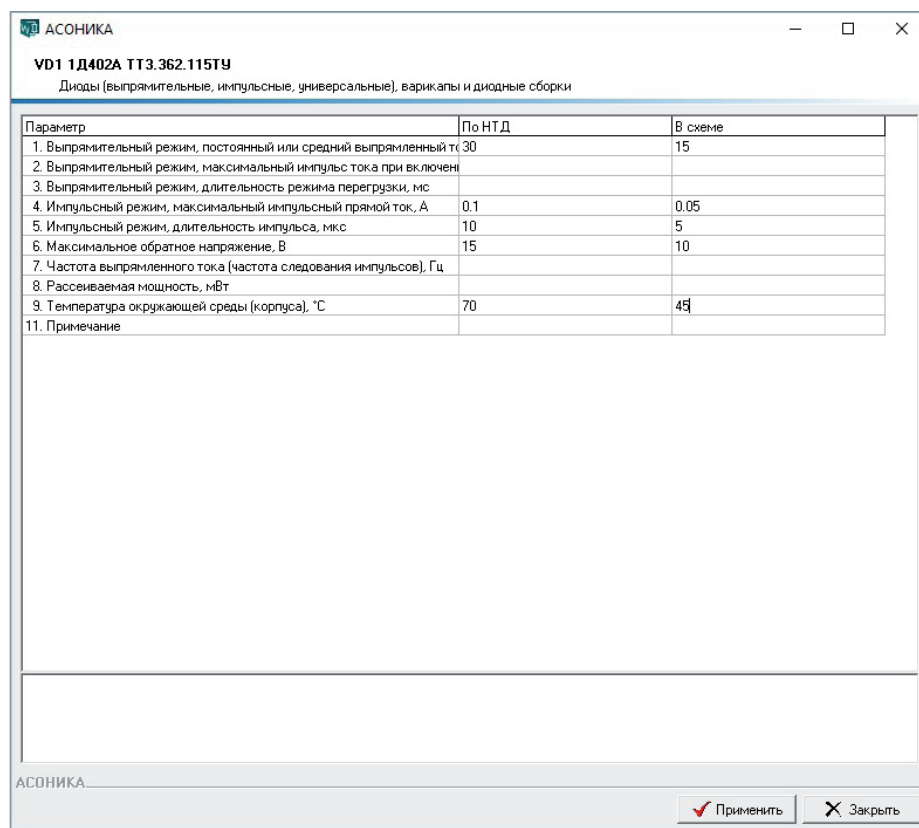 АСОНИКА
VD1 1Д402А ТТ3.362.115ТУ
Диоды (выпрямительные, импульсные, универсальные), варикапы и диодные сборки
Параметр По НТД В схеме
1. Выпрямительный режим, постоянный или средний выпрямленный то 30 15
2. Выпрямительный режим, максимальный импульс тока при включен
3. Выпрямительный режим, длительность режима перегрузки, мс
4. Импульсный режим, максимальный импульсный прямой ток, А 0.1 0.05
5. Импульсный режим, длительность импульса, мкс 10 5
6. Максимальное обратное напряжение, В 15 10
7. Частота выпрямленного тока (частота следования импульсов), Гц
8. Рассеиваемая мощность, мВт
9. Температура окружающей среды (корпуса), °С 70 45
11. Примечание
АСОНИКА
Применить Закрыть